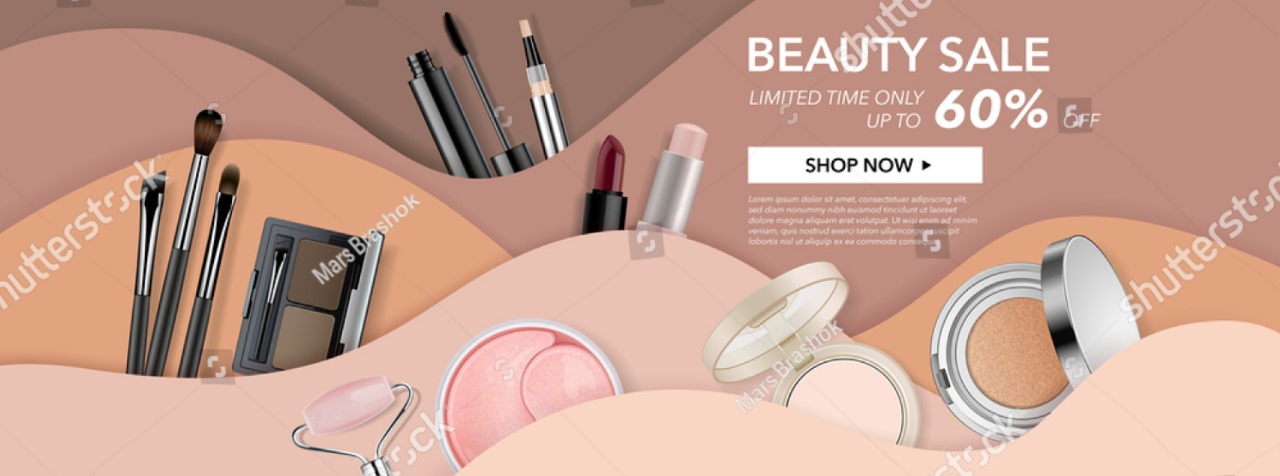 BEAUTY SALE
LIMITED TIME ONLY
UP TO 60% OFF
SHOP NOW
Lorem ipsum dolor sit amet, consectetuer adipiscing elit,
sed diam nonummy nibh euismod tincidunt ut laoreet
dolore magna aliquam erat volutpat. Ut wisi enim ad
minim veniam, quis nostrud exerci tation ullamcorper suscipit
lobortis nisl ut aliquip ex ea commodo consequat.
shutterstock
shutterstock
shutterstock
shutterstock
shutterstock
shutterstock
Mars Brashok
Mars Brashok